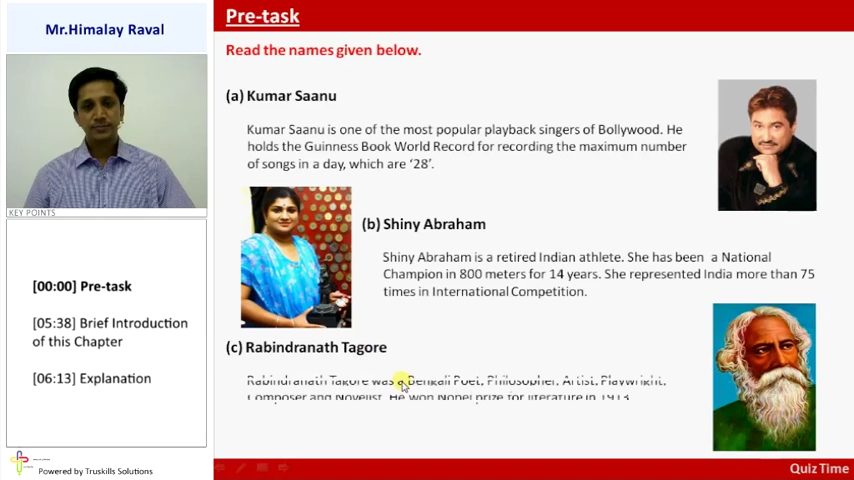 Mr.Himalay Raval
KEY POINTS
[00:00] Pre-task
[05:38] Brief Introduction
of this Chapter
[06:13] Explanation
Powered by Truskills Solutions
Pre-task
Read the names given below.
(a) Kumar Saanu
Kumar Saanu is one of the most popular playback singers of Bollywood. He
holds the Guinness Book World Record for recording the maximum number
of songs in a day, which are ‘28’.
(b) Shiny Abraham
Shiny Abraham is a retired Indian athlete. She has been a National
Champion in 800 meters for 14 years. She represented India more than 75
times in International Competition.
(c) Rabindranath Tagore
Rabindranath Tagore was a Bengali Poet, Philosopher, Artist, Playwright,
Composer and Novelist. He won Nobel prize for literature in 1913
Quiz Time